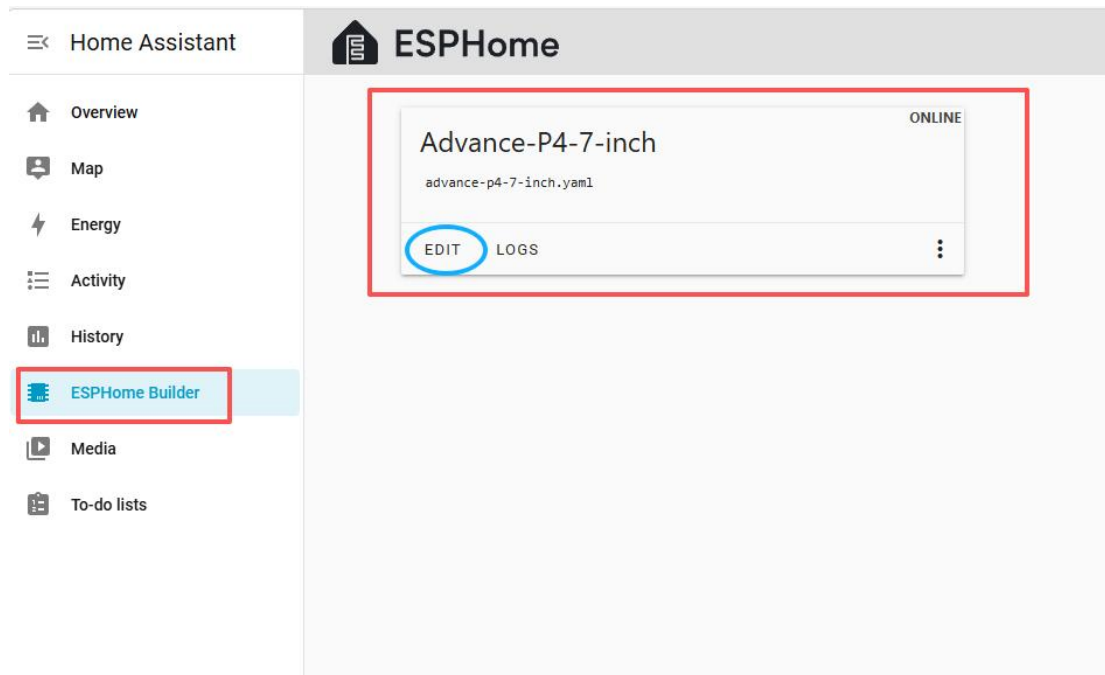 Home Assistant
ESPHome
Overview
Map
Energy
Activity
History
ESPHome Builder
Media
To-do lists
ONLINE
Advance-P4-7-inch
advance-p4-7-inch.yaml
EDIT LOGS